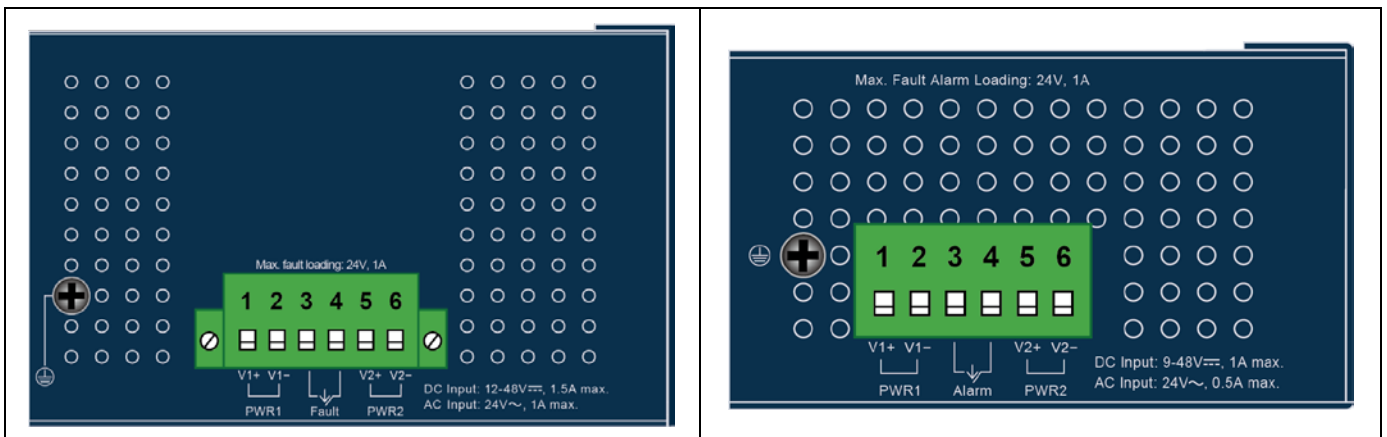 Max. fault loading: 24V, 1A
1 2 3 4 5 6
V1+ V1− V2+ V2−
PWR1 Fault PWR2
DC Input: 12-48V⎓, 1.5A max.
AC Input: 24V～, 1A max.
Max. Fault Alarm Loading: 24V, 1A
1 2 3 4 5 6
V1+ V1− V2+ V2−
PWR1 Alarm PWR2
DC Input: 9-48V⎓, 1A max.
AC Input: 24V～, 0.5A max.